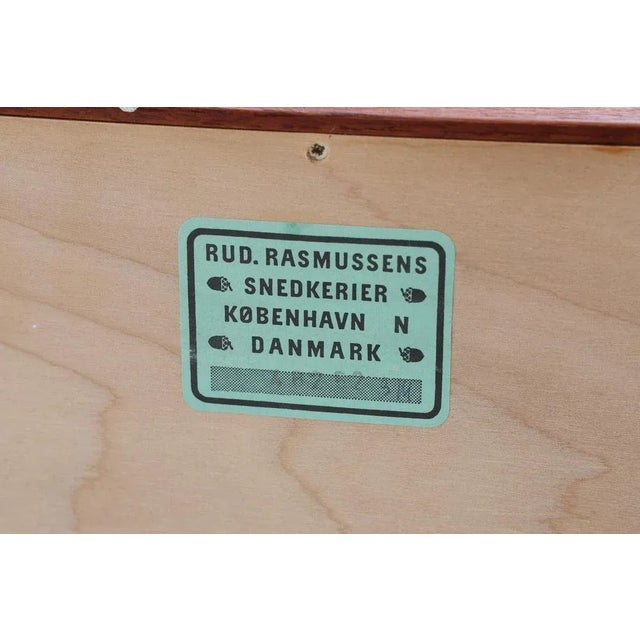 RUD. RASMUSSENS
SNEDKERIER
KØBENHAVN N
DANMARK